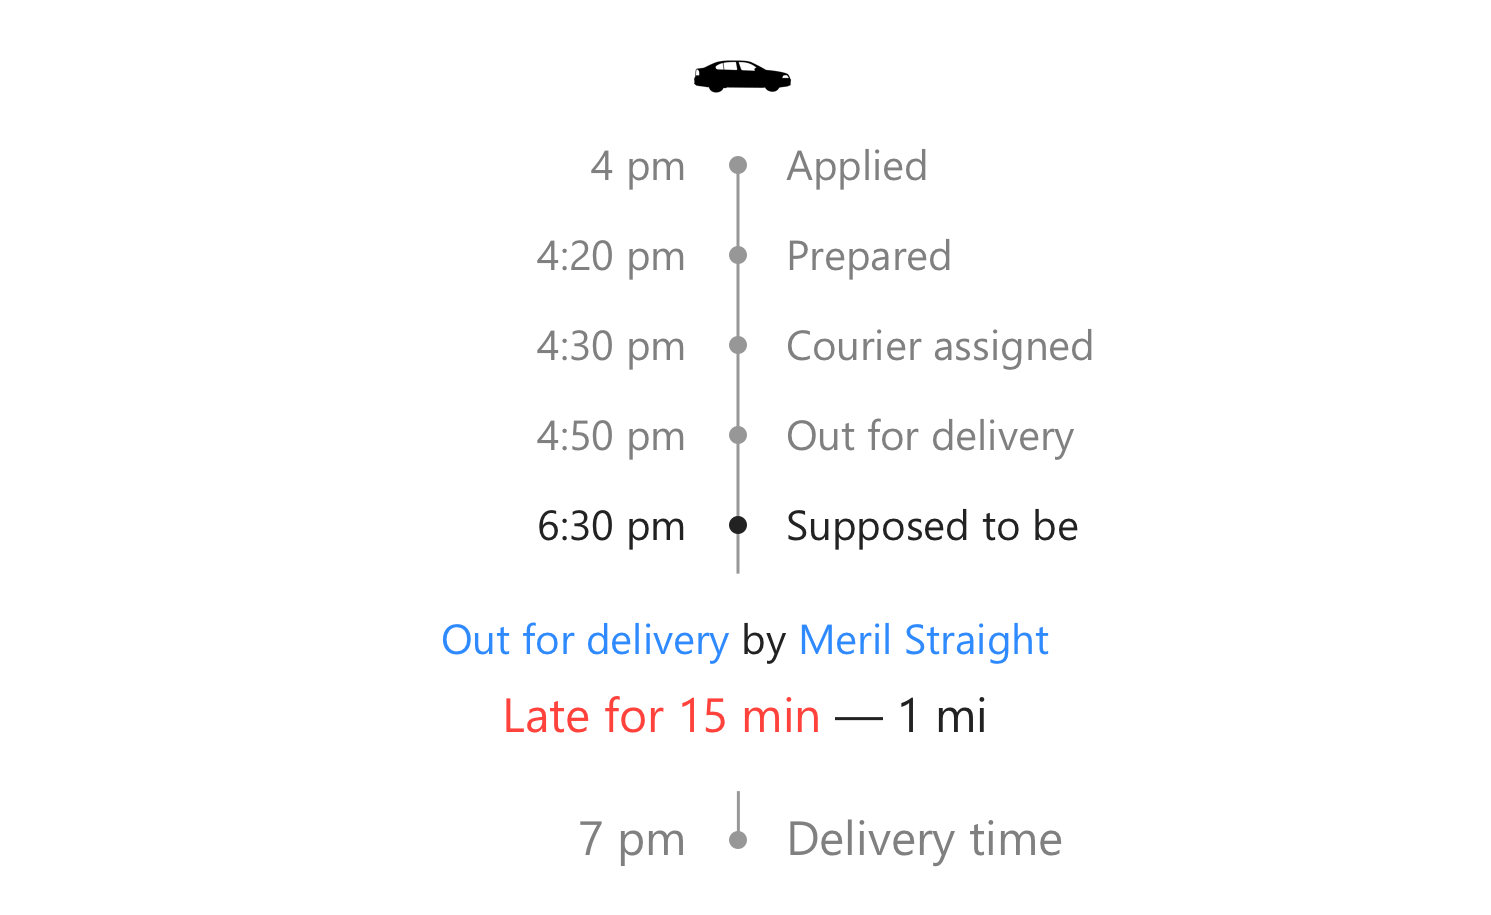 4 pm Applied
4:20 pm Prepared
4:30 pm Courier assigned
4:50 pm Out for delivery
6:30 pm Supposed to be
Out for delivery by Meril Straight
Late for 15 min — 1 mi
7 pm Delivery time